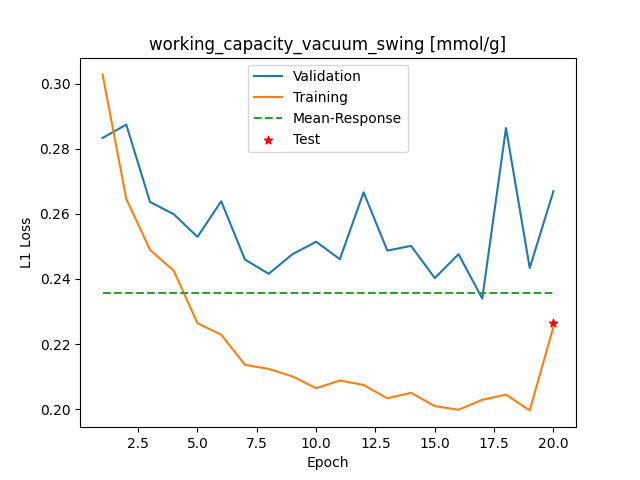 working_capacity_vacuum_swing [mmol/g]
Validation
Training
Mean-Response
Test
L1 Loss
0.30
0.28
0.26
0.24
0.22
0.20
2.5 5.0 7.5 10.0 12.5 15.0 17.5 20.0
Epoch